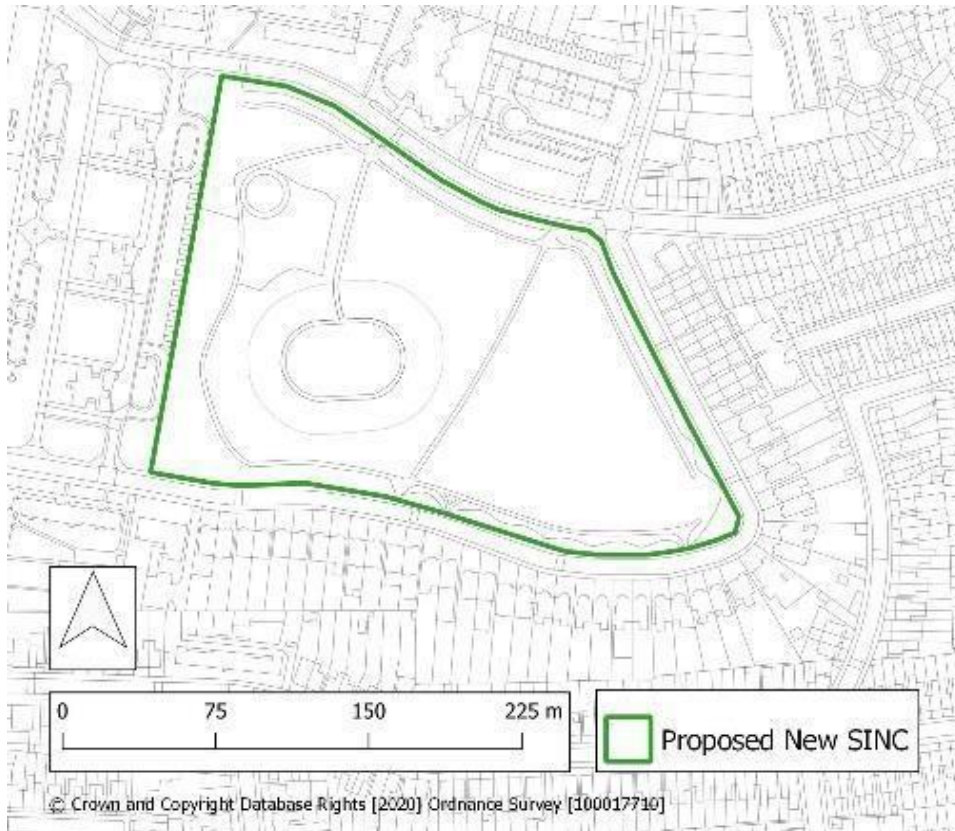 0 75 150 225 m
Proposed New SINC
© Crown and Copyright Database Rights [2020] Ordnance Survey [100017710]